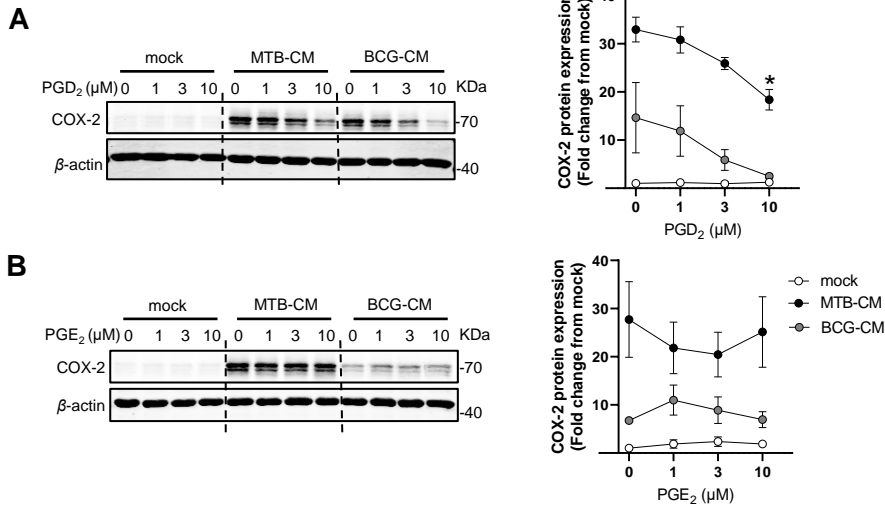 A
mock MTB-CM BCG-CM
PGD2 (μM) 0 1 3 10 0 1 3 10 0 1 3 10 KDa
COX-2 -70
β-actin -40
COX-2 protein expression
(Fold change from mock)
30
20
10
*
0 1 3 10
PGD2 (μM)
B
mock MTB-CM BCG-CM
PGE2 (μM) 0 1 3 10 0 1 3 10 0 1 3 10 KDa
COX-2 -70
β-actin -40
COX-2 protein expression
(Fold change from mock)
40
30
20
10
0 1 3 10
PGE2 (μM)
mock
MTB-CM
BCG-CM